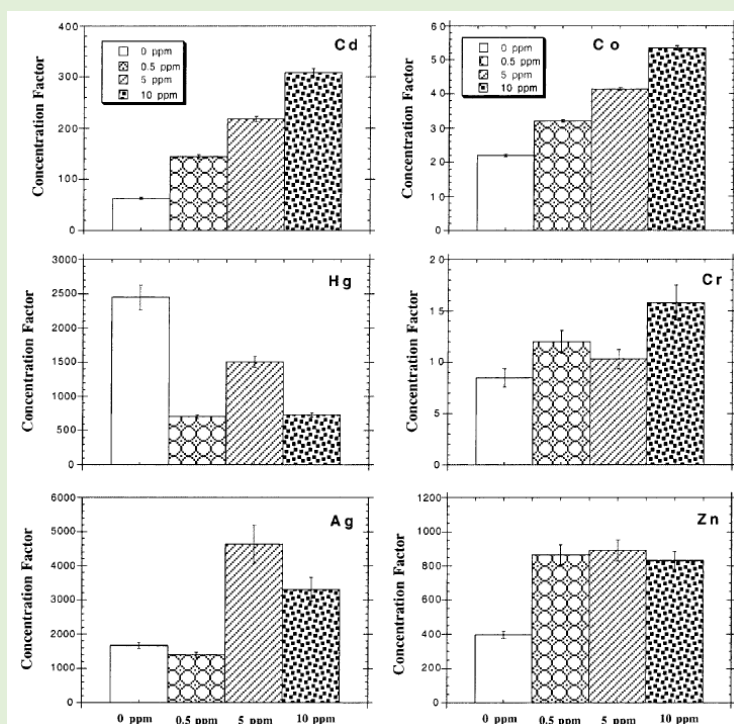 Cd
0 ppm
0.5 ppm
5 ppm
10 ppm
Concentration Factor
400
300
200
100
0
Co
0 ppm
0.5 ppm
5 ppm
10 ppm
Concentration Factor
60
50
40
30
20
10
0
Hg
Concentration Factor
3000
2500
2000
1500
1000
500
0
Cr
Concentration Factor
20
15
10
5
0
Ag
Concentration Factor
6000
5000
4000
3000
2000
1000
0
0 ppm 0.5 ppm 5 ppm 10 ppm
Zn
Concentration Factor
1200
1000
800
600
400
200
0
0 ppm 0.5 ppm 5 ppm 10 ppm